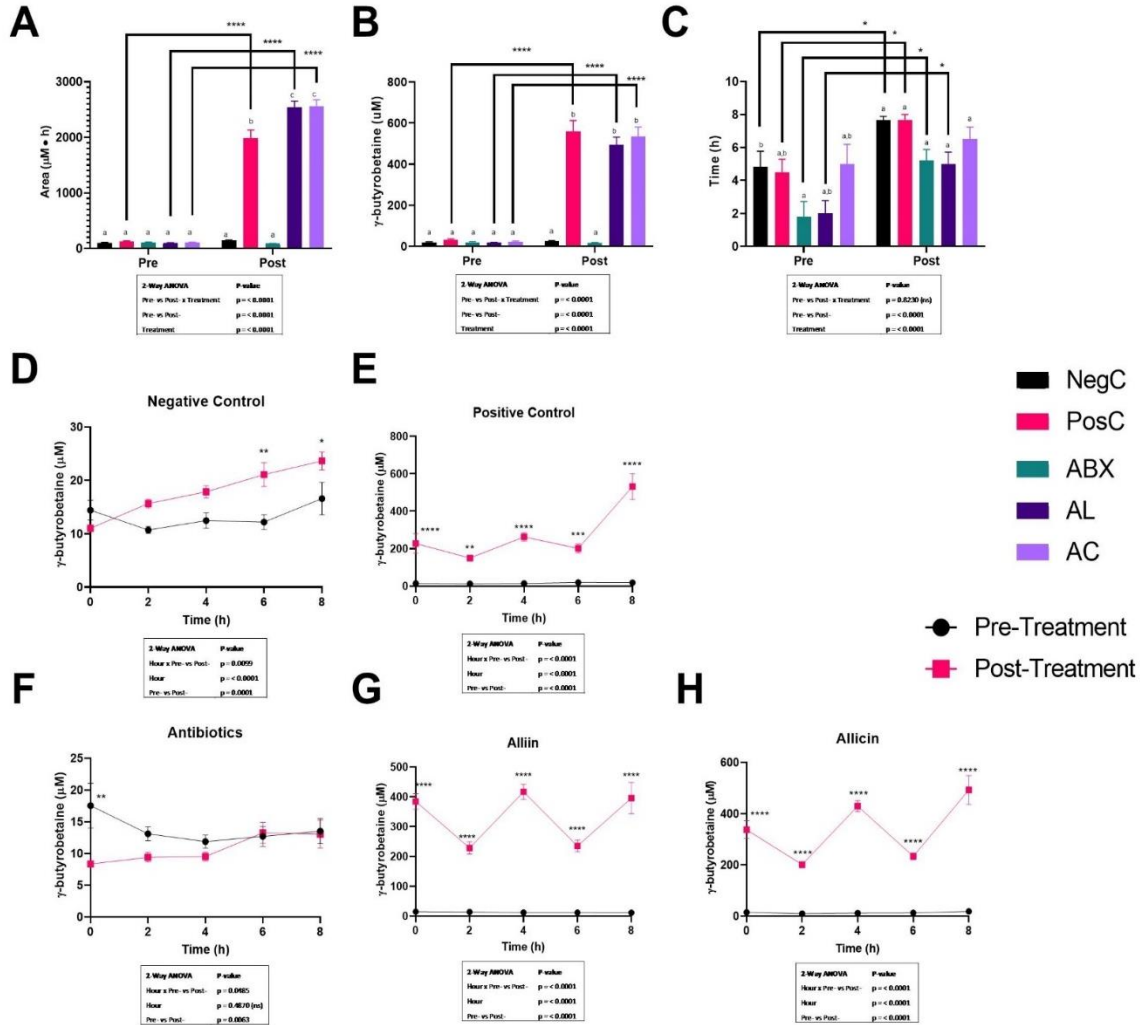 A
****
****
****
Area (μM • h)
3000
2000
1000
0
a a a a a
a b a c c
Pre Post
2-Way ANOVA P-value
Pre- vs Post- x Treatment p = < 0.0001
Pre- vs Post- p = < 0.0001
Treatment p = < 0.0001
B
****
****
****
γ-butyrobetaine (uM)
800
600
400
200
0
a a a a a
a b a b b
Pre Post
2-Way ANOVA P-value
Pre- vs Post- x Treatment p = < 0.0001
Pre- vs Post- p = < 0.0001
Treatment p = < 0.0001
C
*
*
*
*
Time (h)
10
8
6
4
2
0
b a,b a a,b a,b
a a a a a
Pre Post
2-Way ANOVA P-value
Pre- vs Post- x Treatment p = 0.8230 (ns)
Pre- vs Post- p = < 0.0001
Treatment p = < 0.0001
D
Negative Control
γ-butyrobetaine (μM)
30
20
10
0
** *
0 2 4 6 8
Time (h)
2-Way ANOVA P-value
Hour x Pre- vs Post- p = 0.0099
Hour p = < 0.0001
Pre- vs Post- p = 0.0001
E
Positive Control
γ-butyrobetaine (μM)
800
600
400
200
0
**** ** **** *** ****
0 2 4 6 8
Time (h)
2-Way ANOVA P-value
Hour x Pre- vs Post- p = < 0.0001
Hour p = < 0.0001
Pre- vs Post- p = < 0.0001
NegC
PosC
ABX
AL
AC
Pre-Treatment
Post-Treatment
F
Antibiotics
γ-butyrobetaine (μM)
25
20
15
10
5
0
**
0 2 4 6 8
Time (h)
2-Way ANOVA P-value
Hour x Pre- vs Post- p = 0.0485
Hour p = 0.4870 (ns)
Pre- vs Post- p = 0.0063
G
Alliin
γ-butyrobetaine (μM)
500
400
300
200
100
0
**** **** **** **** ****
0 2 4 6 8
Time (h)
2-Way ANOVA P-value
Hour x Pre- vs Post- p = < 0.0001
Hour p = < 0.0001
Pre- vs Post- p = < 0.0001
H
Allicin
γ-butyrobetaine (μM)
600
400
200
0
**** **** **** **** ****
0 2 4 6 8
Time (h)
2-Way ANOVA P-value
Hour x Pre- vs Post- p = < 0.0001
Hour p = < 0.0001
Pre- vs Post- p = < 0.0001